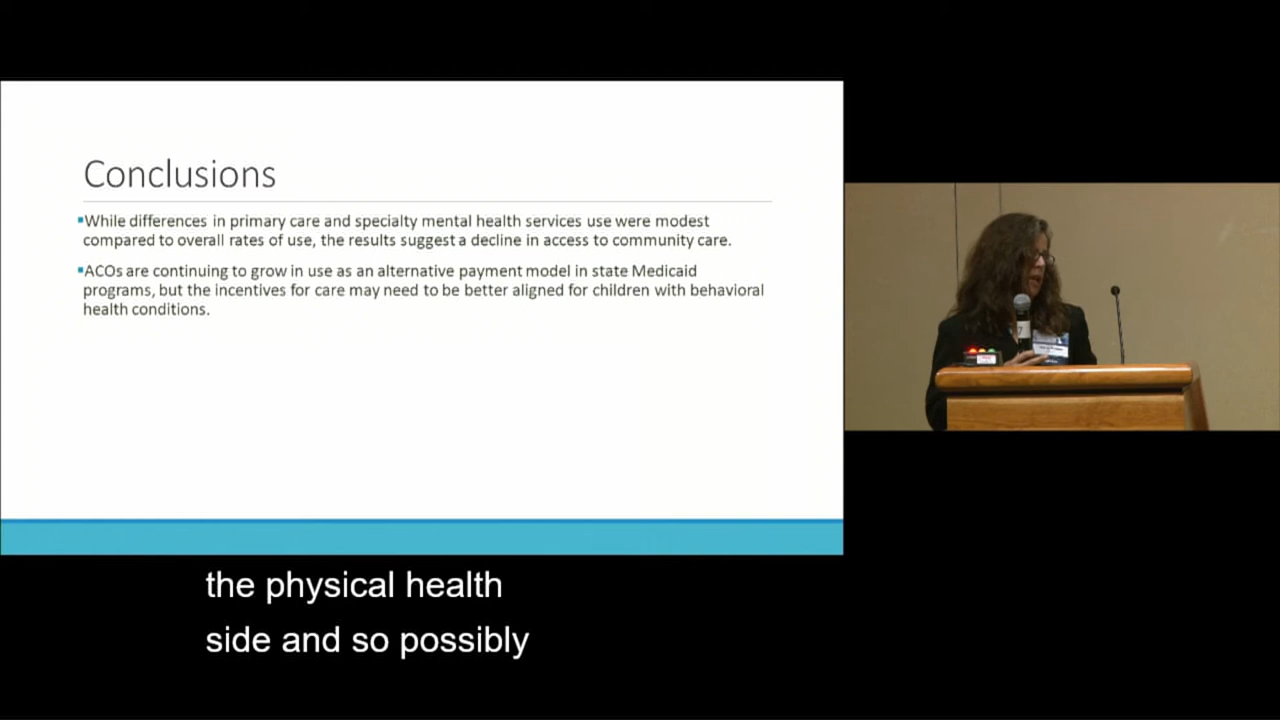 Conclusions
▪While differences in primary care and specialty mental health services use were modest
compared to overall rates of use, the results suggest a decline in access to community care.
▪ACOs are continuing to grow in use as an alternative payment model in state Medicaid
programs, but the incentives for care may need to be better aligned for children with behavioral
health conditions.
7
the physical health
side and so possibly